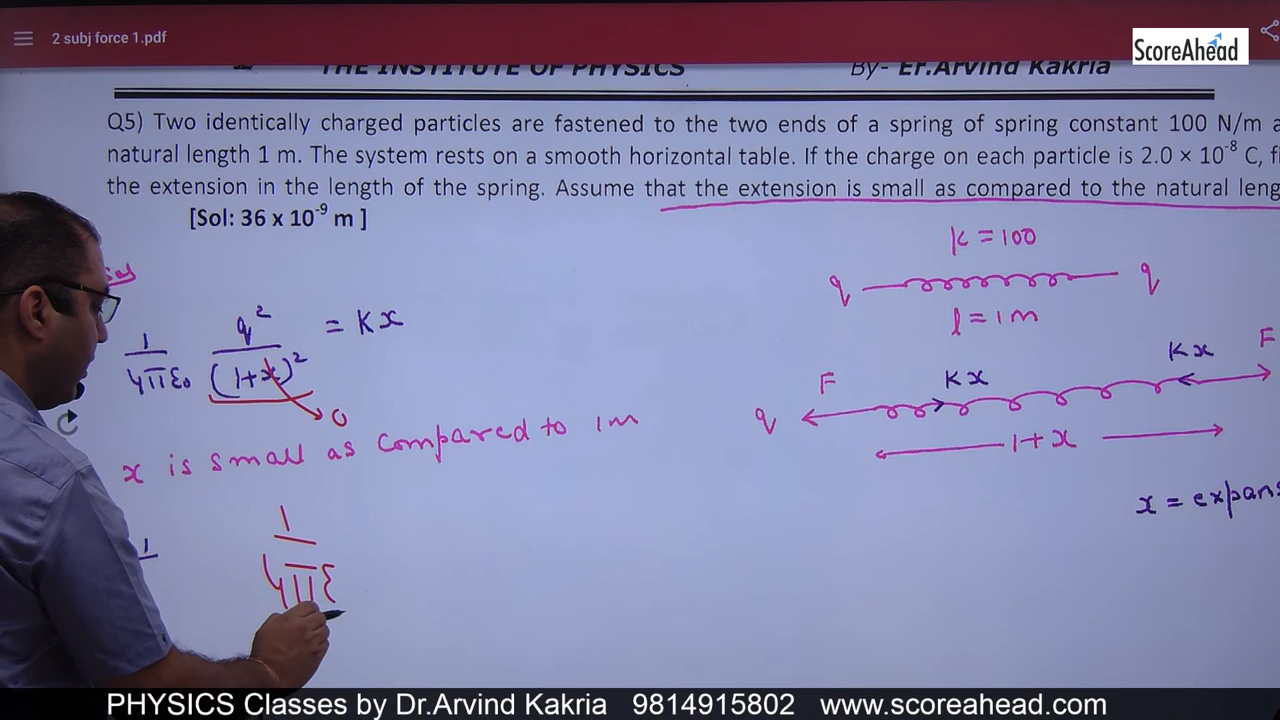 2 subj force 1.pdf
ScoreAhead
THE INSTITUTE OF PHYSICS By- Er.Arvind Kakria
Q5) Two identically charged particles are fastened to the two ends of a spring of spring constant 100 N/m a
natural length 1 m. The system rests on a smooth horizontal table. If the charge on each particle is 2.0 × 10⁻⁸ C, fi
the extension in the length of the spring. Assume that the extension is small as compared to the natural leng
[Sol: 36 x 10⁻⁹ m ]
K = 100
q q
l = 1m
1/4πε₀ q²/(1+x)² = Kx
0
F Kx Kx F
q
1+x
x is small as compared to 1m
x = expans
1
1/4πε
PHYSICS Classes by Dr.Arvind Kakria 9814915802 www.scoreahead.com